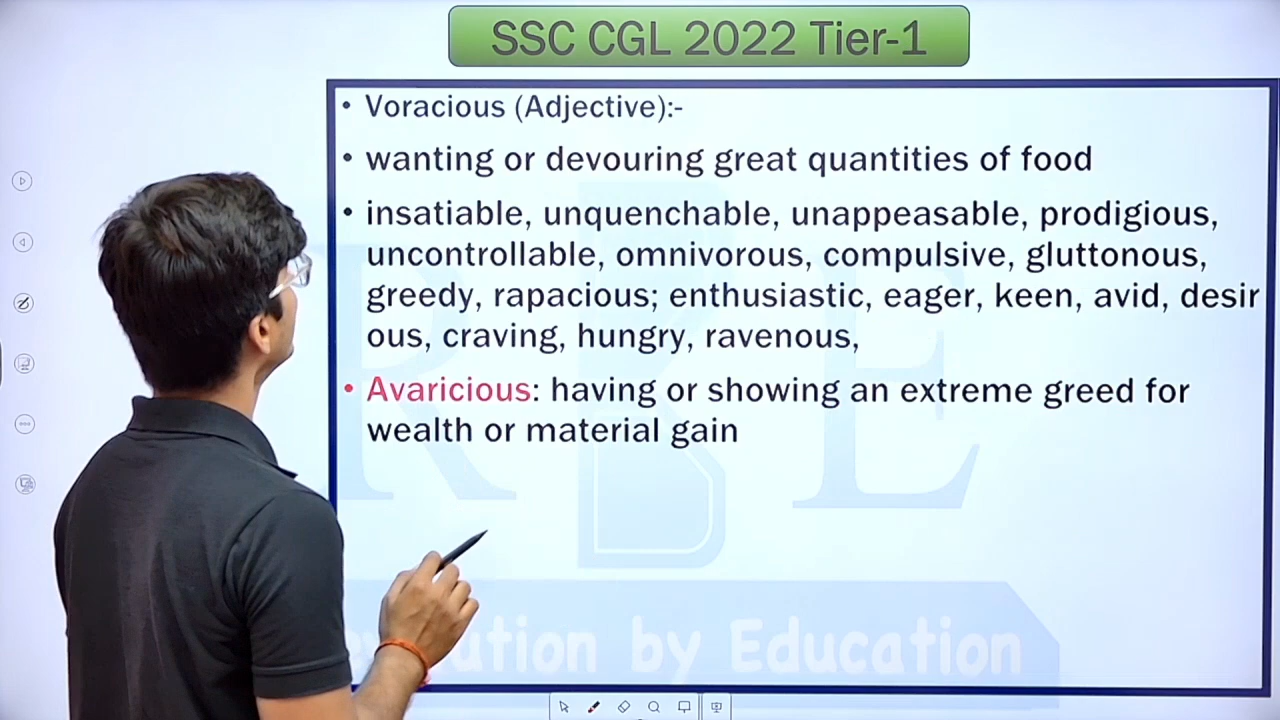 SSC CGL 2022 Tier-1
• Voracious (Adjective):-
• wanting or devouring great quantities of food
• insatiable, unquenchable, unappeasable, prodigious,
uncontrollable, omnivorous, compulsive, gluttonous,
greedy, rapacious; enthusiastic, eager, keen, avid, desir
ous, craving, hungry, ravenous,
• Avaricious: having or showing an extreme greed for
wealth or material gain
R B E
by Education